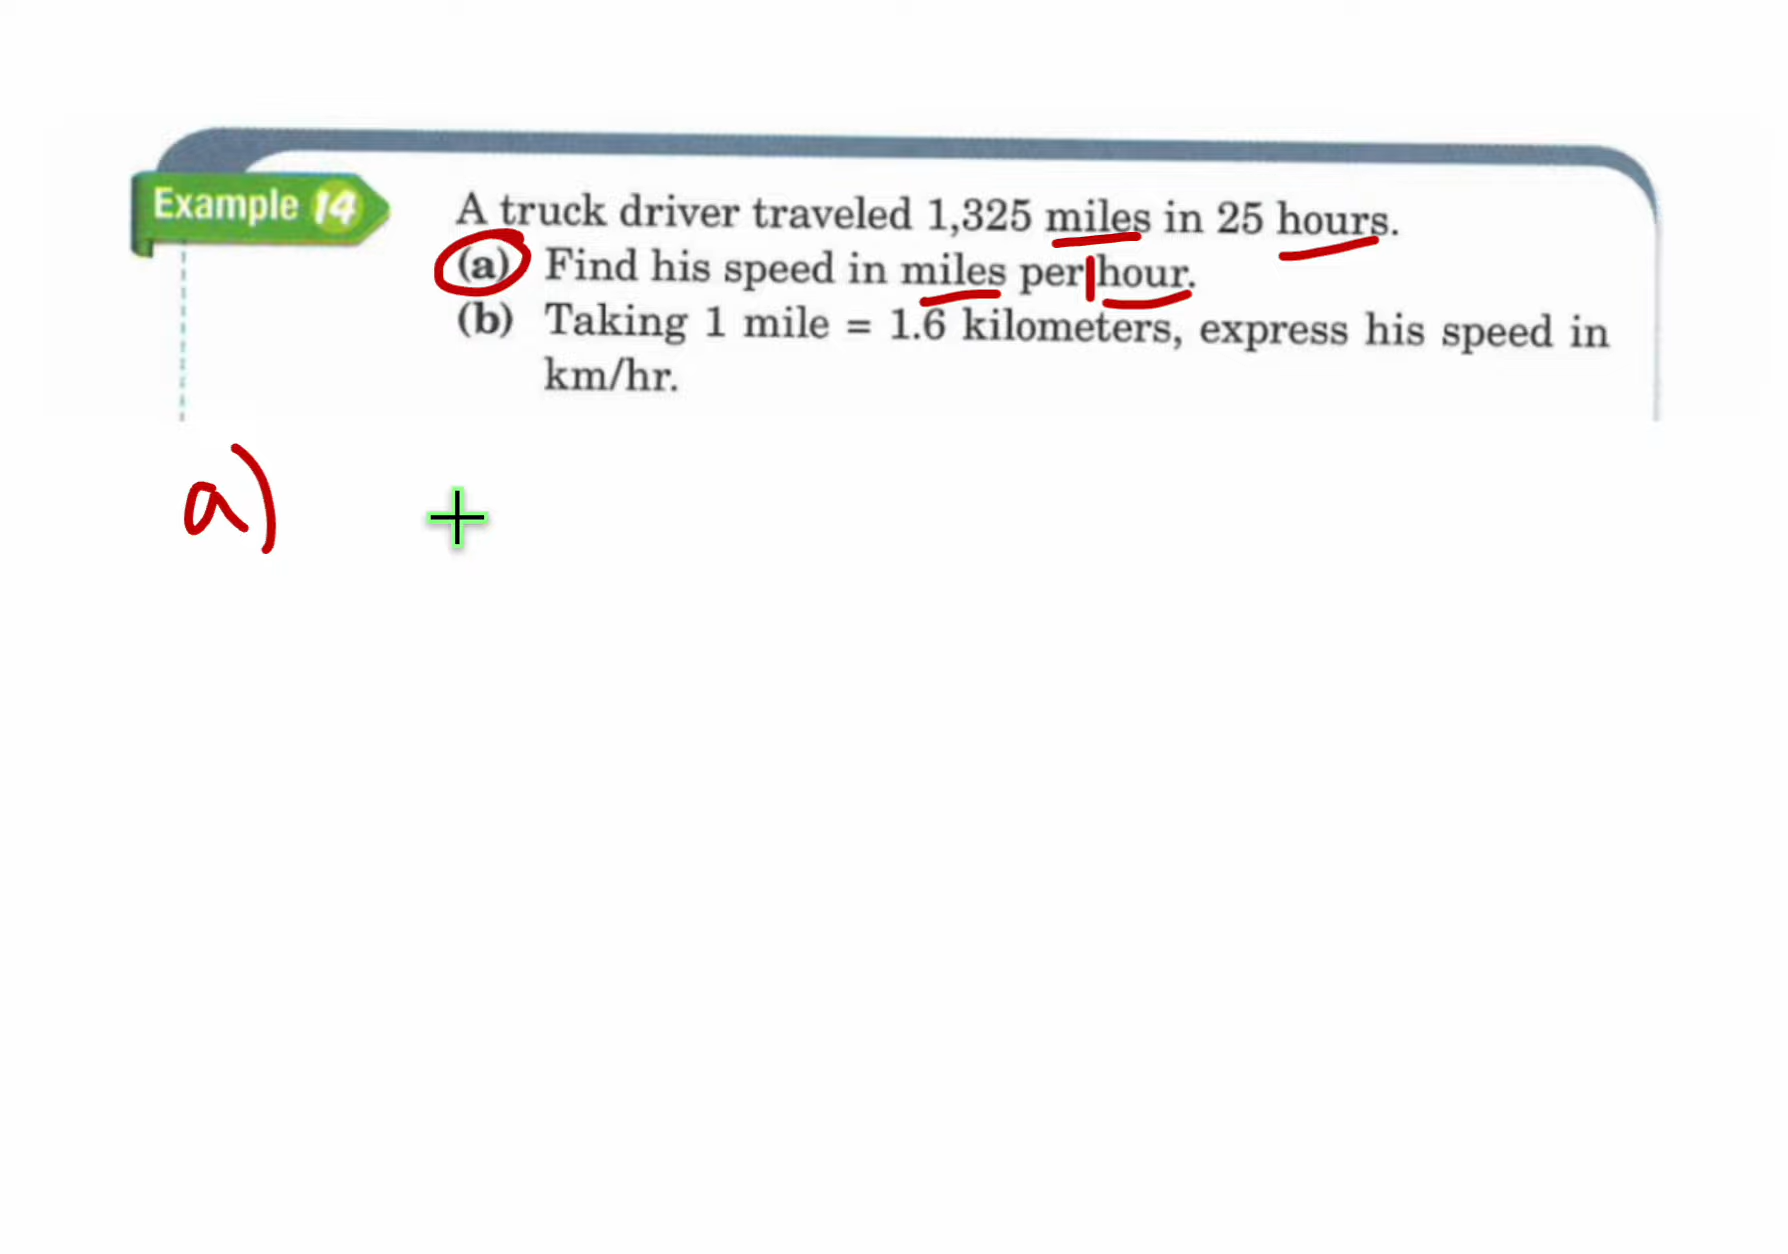 Example 14
A truck driver traveled 1,325 miles in 25 hours.
(a) Find his speed in miles per|hour.
(b) Taking 1 mile = 1.6 kilometers, express his speed in
km/hr.
a)